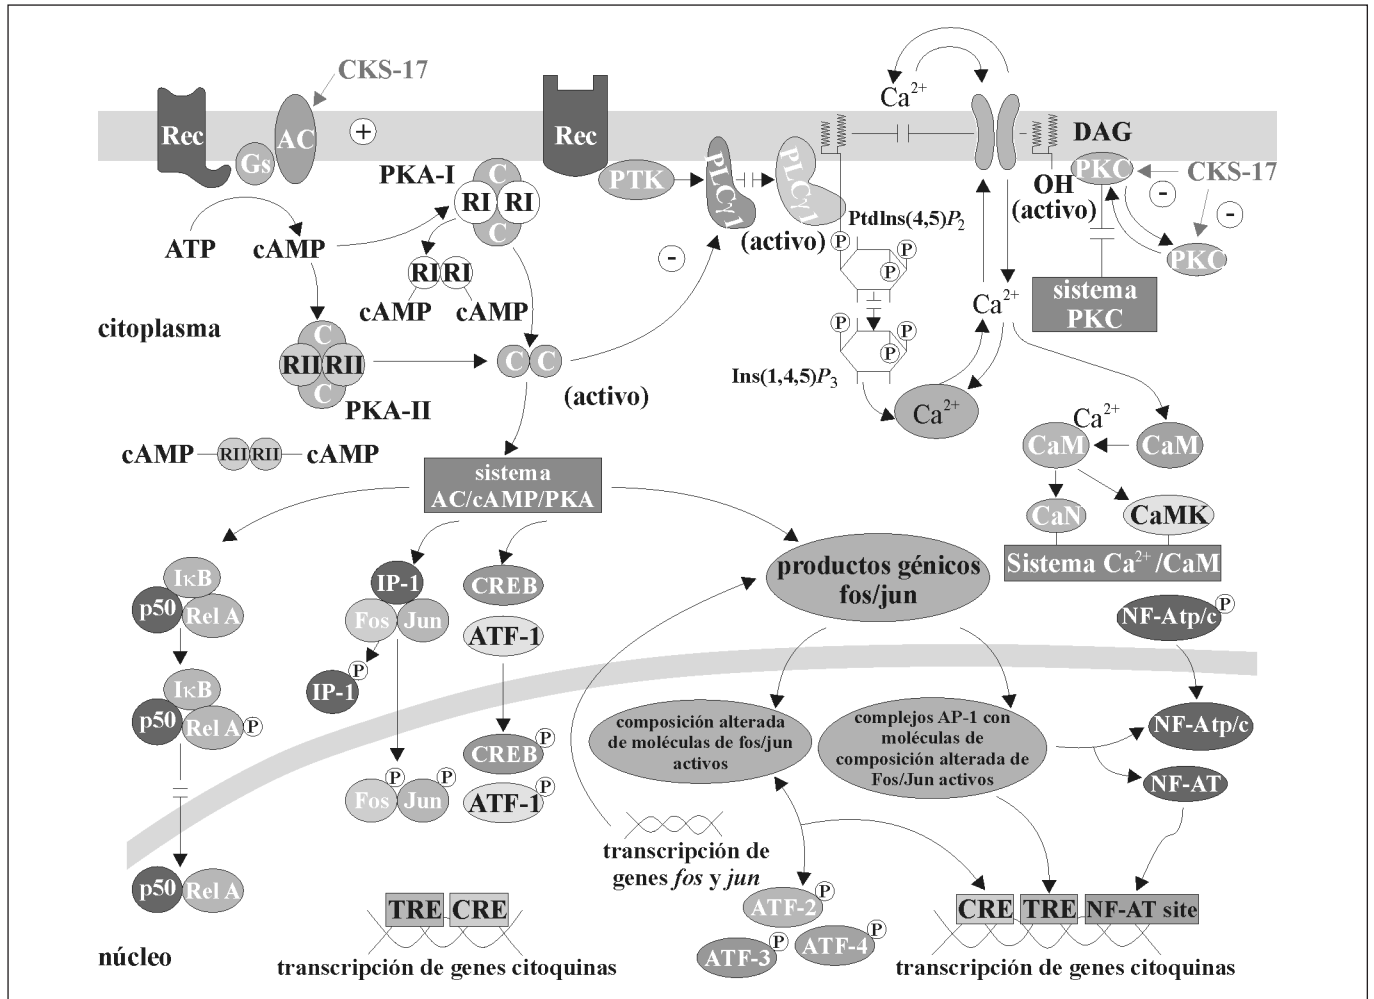 CKS-17
Ca2+
Rec
AC
+
Rec
DAG
Gs
PKA-I
C
RI RI
C
PTK
PLCγ1
PLCγ1
PKC
CKS-17
-
OH
(activo)
-
PKC
ATP
cAMP
RI RI
cAMP
cAMP
-
(activo)
PtdIns(4,5)P2
P
P
P
sistema
PKC
Ca2+
citoplasma
C
RII RII
C
PKA-II
C C
(activo)
P
P
P
Ins(1,4,5)P3
Ca2+
Ca2+
CaM
CaM
cAMP
RII RII
cAMP
sistema
AC/cAMP/PKA
CaN
CaMK
Sistema Ca2+/CaM
IκB
p50
Rel A
IP-1
Fos
Jun
CREB
ATF-1
productos génicos
fos/jun
NF-Atp/c
P
IκB
p50
Rel A
P
IP-1
P
composición alterada
de moléculas de fos/jun
activos
complejos AP-1 con
moléculas de
composición alterada de
Fos/Jun activos
NF-Atp/c
NF-AT
CREB
P
ATF-1
P
Fos
P
Jun
P
transcripción de
genes fos y jun
p50
Rel A
TRE
CRE
ATF-2
P
ATF-3
P
ATF-4
P
CRE
TRE
NF-AT site
núcleo
transcripción de genes citoquinas
transcripción de genes citoquinas